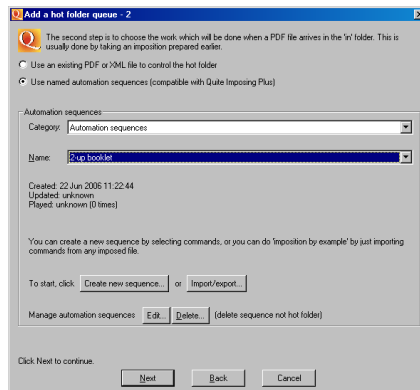 Add a hot folder queue - 2
The second step is to choose the work which will be done when a PDF file arrives in the 'in' folder. This is
usually done by taking an imposition prepared earlier.
Use an existing PDF or XML file to control the hot folder
Use named automation sequences (compatible with Quite Imposing Plus)
Automation sequences
Category: Automation sequences
Name: 2-up booklet
Created: 22 Jun 2006 11:22:44
Updated: unknown
Played: unknown (0 times)
You can create a new sequence by selecting commands, or you can do 'imposition by example' by just importing
commands from any imposed file.
To start, click Create new sequence... or Import/export...
Manage automation sequences Edit... Delete... (delete sequence not hot folder)
Click Next to continue.
Next Back Cancel